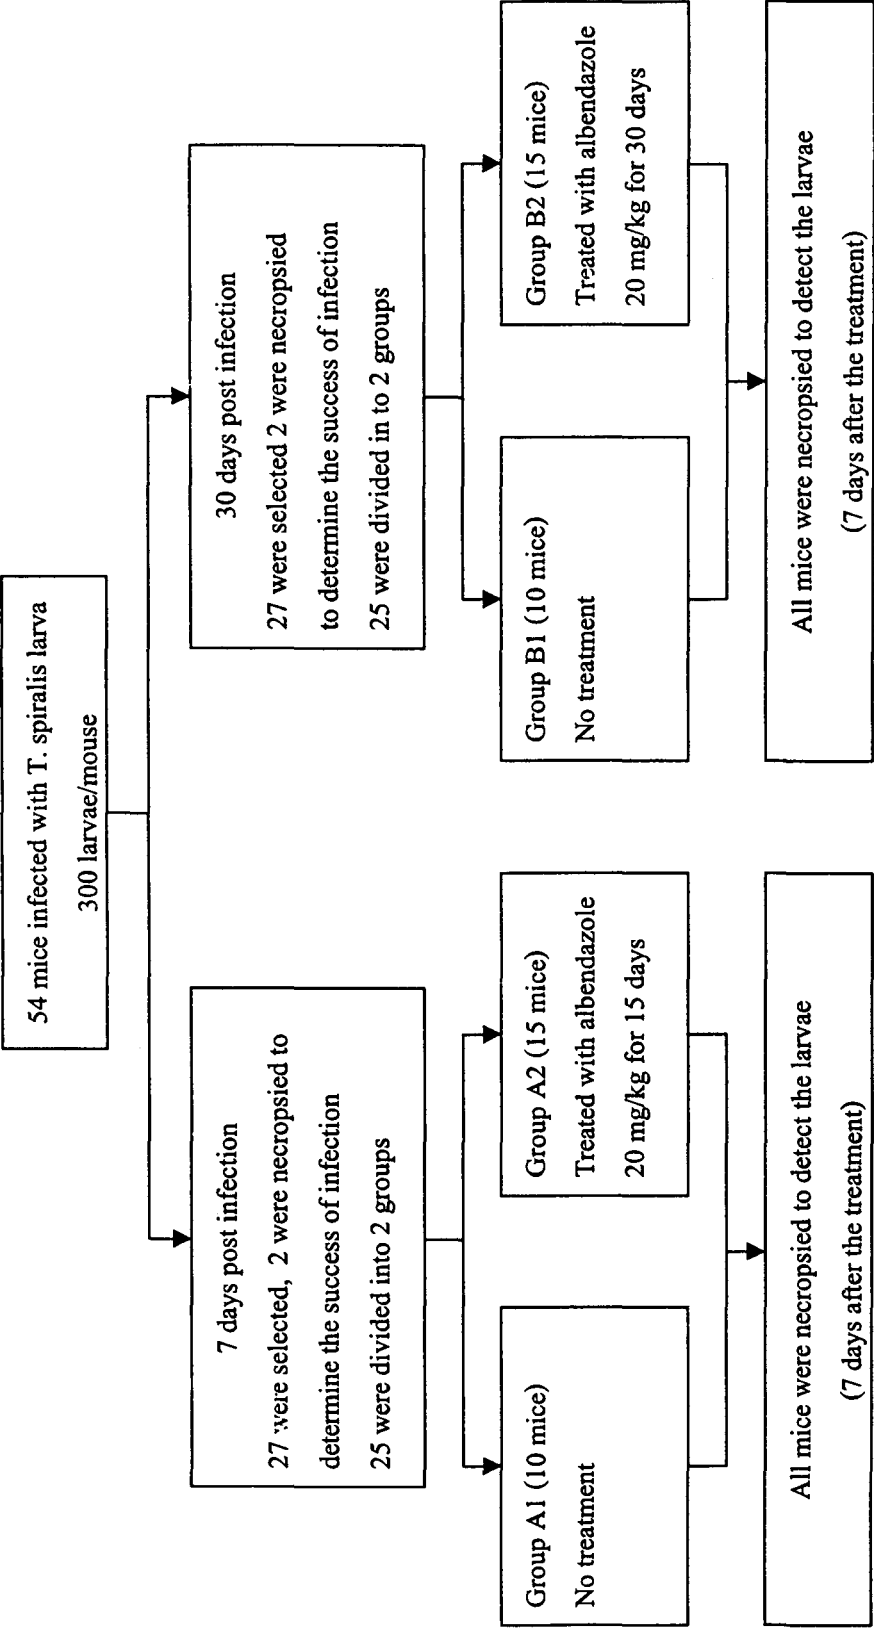 54 mice infected with T. spiralis larva
300 larvae/mouse
7 days post infection
27 were selected, 2 were necropsied to
determine the success of infection
25 were divided into 2 groups
30 days post infection
27 were selected 2 were necropsied
to determine the success of infection
25 were divided in to 2 groups
Group A1 (10 mice)
No treatment
Group A2 (15 mice)
Treated with albendazole
20 mg/kg for 15 days
Group B1 (10 mice)
No treatment
Group B2 (15 mice)
Treated with albendazole
20 mg/kg for 30 days
All mice were necropsied to detect the larvae
(7 days after the treatment)
All mice were necropsied to detect the larvae
(7 days after the treatment)